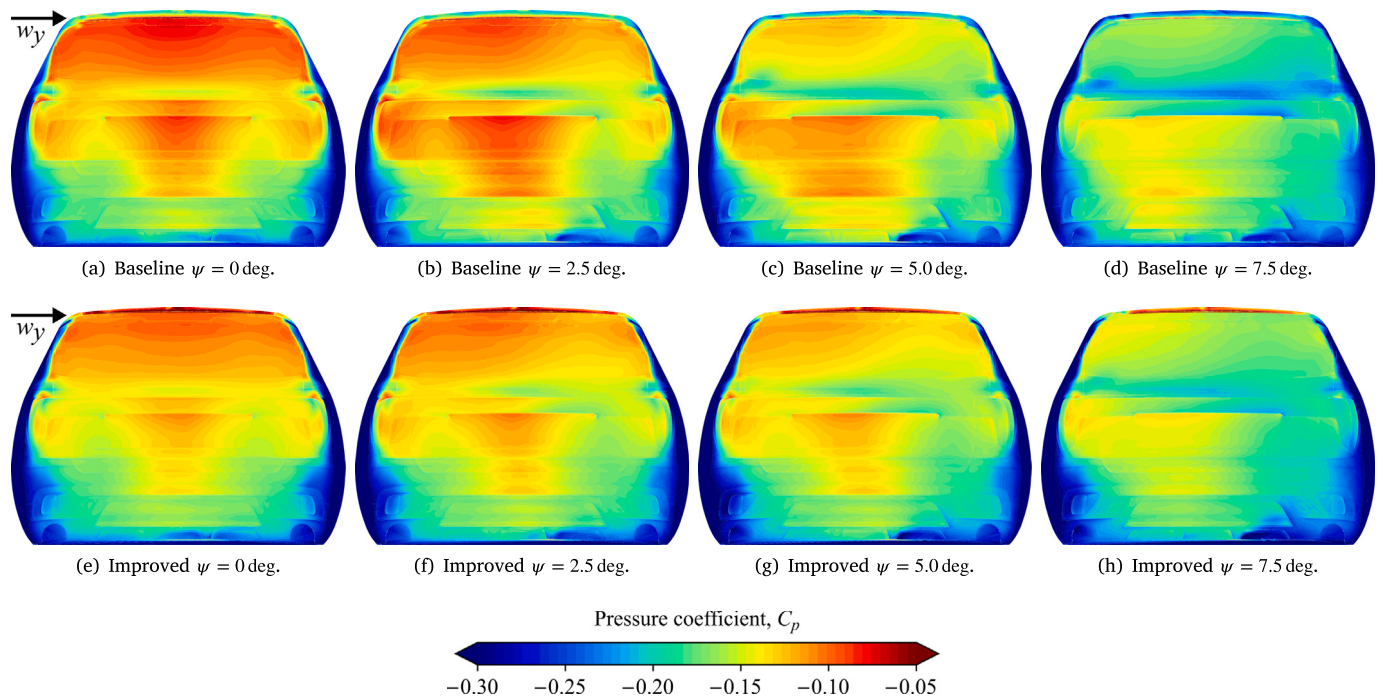 w_y
(a) Baseline ψ = 0 deg.
(b) Baseline ψ = 2.5 deg.
(c) Baseline ψ = 5.0 deg.
(d) Baseline ψ = 7.5 deg.
w_y
(e) Improved ψ = 0 deg.
(f) Improved ψ = 2.5 deg.
(g) Improved ψ = 5.0 deg.
(h) Improved ψ = 7.5 deg.
Pressure coefficient, C_p
−0.30 −0.25 −0.20 −0.15 −0.10 −0.05